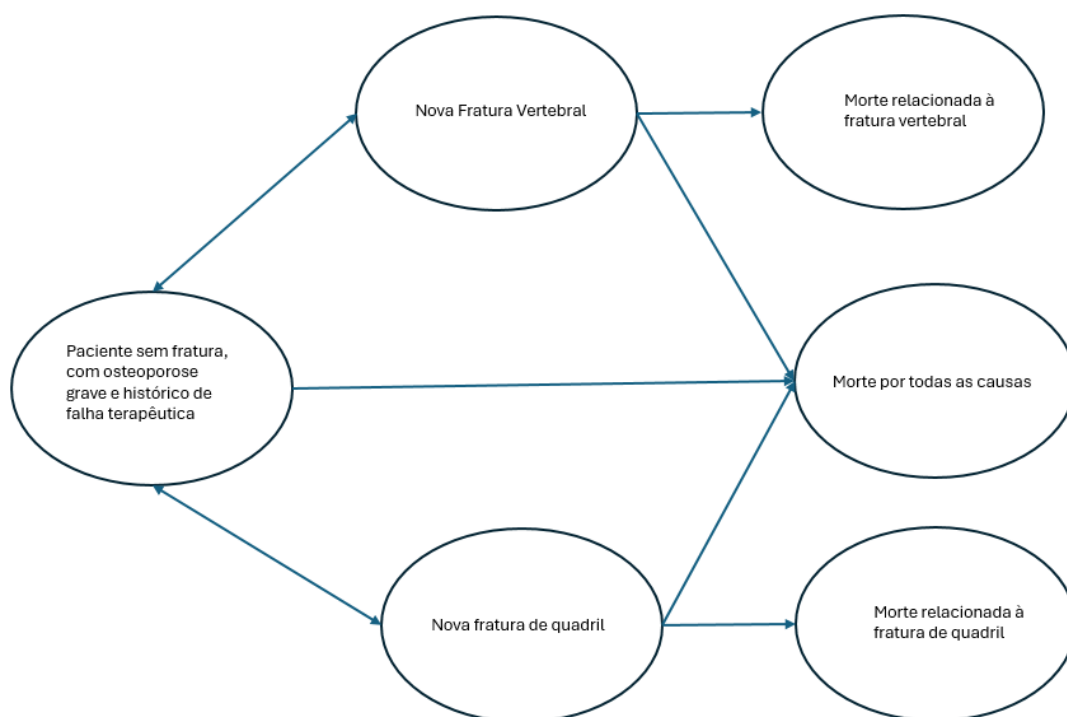 Nova Fratura Vertebral
Morte relacionada à
fratura vertebral
Paciente sem fratura,
com osteoporose
grave e histórico de
falha terapêutica
Morte por todas as causas
Nova fratura de quadril
Morte relacionada à
fratura de quadril